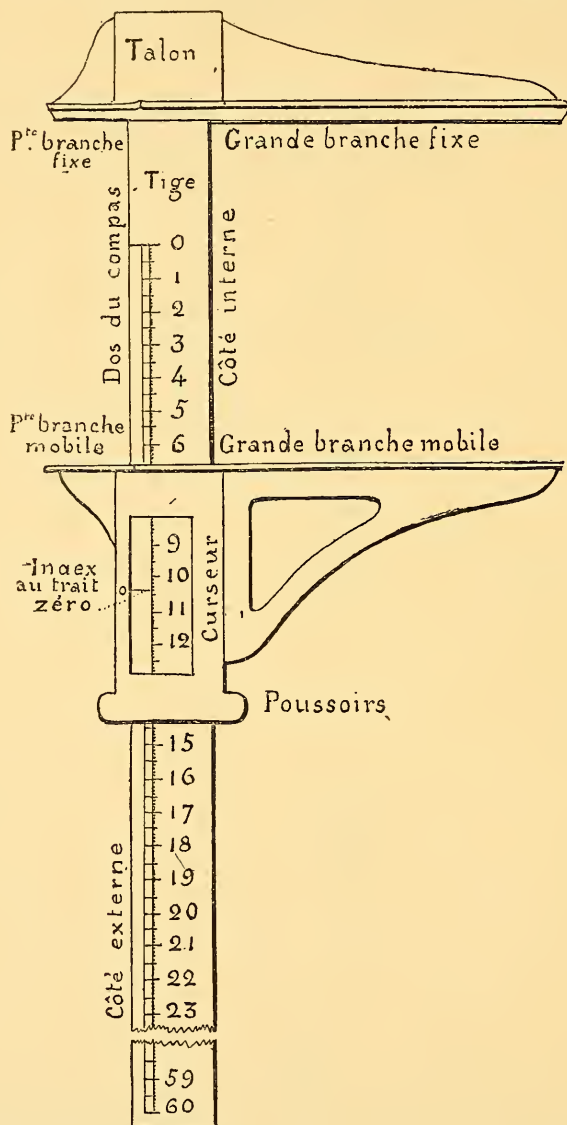 Talon
Pte branche
fixe
Grande branche fixe
Tige
Dos du compas
Côté interne
0
1
2
3
4
5
6
Pte branche
mobile
Grande branche mobile
9
10
11
12
Curseur
Inaex
au trait
zéro
0
Poussoirs
15
16
17
18
19
20
21
22
23
Côté externe
59
60